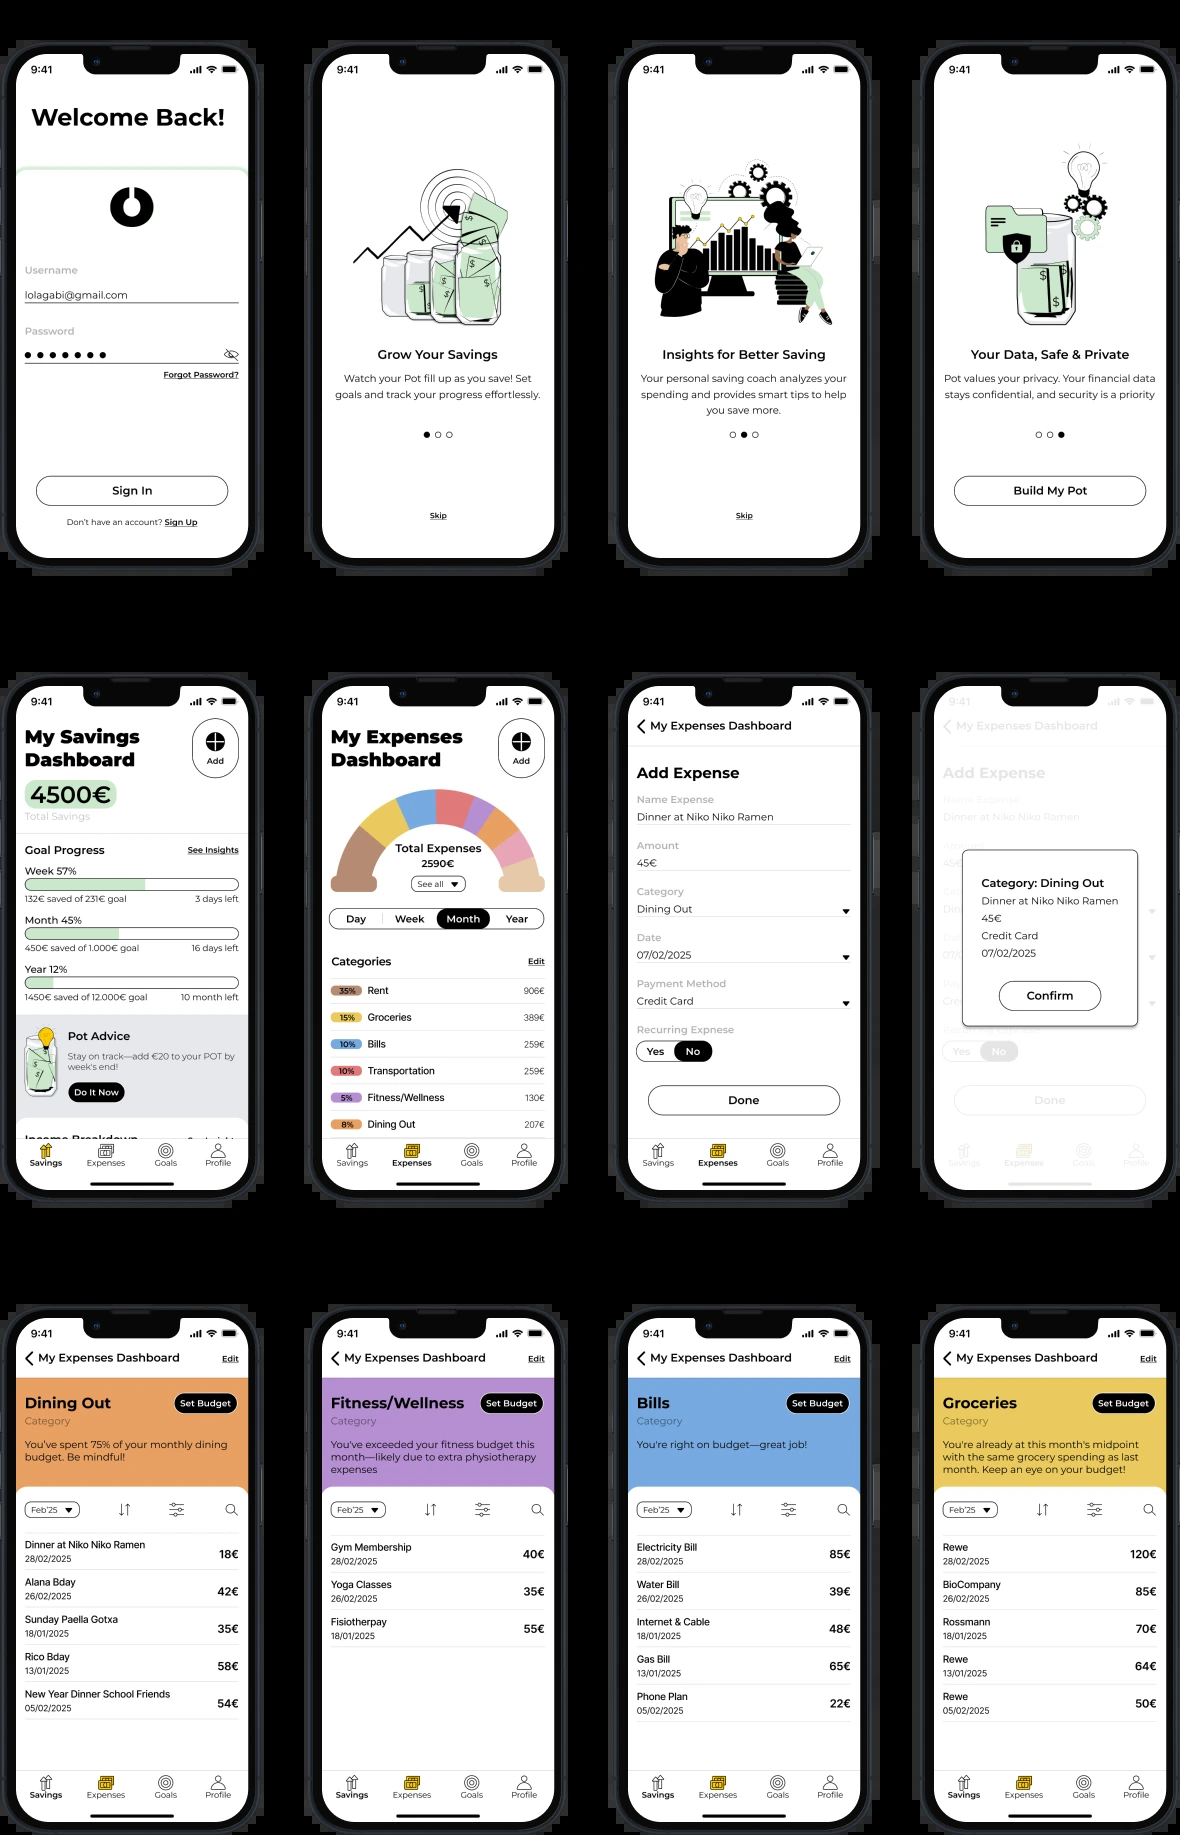 9:41
Welcome Back!
Username
lolagabi@gmail.com
Password
Forgot Password?
Sign In
Don't have an account? Sign Up
9:41
Grow Your Savings
Watch your Pot fill up as you save! Set
goals and track your progress effortlessly.
Skip
9:41
Insights for Better Saving
Your personal saving coach analyzes your
spending and provides smart tips to help
you save more.
Skip
9:41
Your Data, Safe & Private
Pot values your privacy. Your financial data
stays confidential, and security is a priority
Build My Pot
9:41
My Savings
Dashboard
Add
4500€
Total Savings
Goal Progress See Insights
Week 57%
132€ saved of 231€ goal 3 days left
Month 45%
450€ saved of 1.000€ goal 16 days left
Year 12%
1450€ saved of 12.000€ goal 10 month left
Pot Advice
Stay on track—add €20 to your POT by
week's end!
Do It Now
Income Breakdown See Insights
Savings Expenses Goals Profile
9:41
My Expenses
Dashboard
Add
Total Expenses
2590€
See all
Day Week Month Year
Categories Edit
35% Rent 906€
15% Groceries 389€
10% Bills 259€
10% Transportation 259€
5% Fitness/Wellness 130€
8% Dining Out 207€
Savings Expenses Goals Profile
9:41
My Expenses Dashboard
Add Expense
Name Expense
Dinner at Niko Niko Ramen
Amount
45€
Category
Dining Out
Date
07/02/2025
Payment Method
Credit Card
Recurring Expnese
Yes No
Done
Savings Expenses Goals Profile
9:41
My Expenses Dashboard
Add Expense
Name Expense
Dinner at Niko Niko Ramen
Category: Dining Out
Dinner at Niko Niko Ramen
45€
Credit Card
07/02/2025
Confirm
Yes No
Done
Savings Expenses Goals Profile
9:41
My Expenses Dashboard Edit
Dining Out Set Budget
Category
You've spent 75% of your monthly dining
budget. Be mindful!
Feb'25
Dinner at Niko Niko Ramen 18€
28/02/2025
Alana Bday 42€
26/02/2025
Sunday Paella Gotxa 35€
18/01/2025
Rico Bday 58€
13/01/2025
New Year Dinner School Friends 54€
05/02/2025
Savings Expenses Goals Profile
9:41
My Expenses Dashboard Edit
Fitness/Wellness Set Budget
Category
You've exceeded your fitness budget this
month—likely due to extra physiotherapy
expenses
Feb'25
Gym Membership 40€
28/02/2025
Yoga Classes 35€
26/02/2025
Fisiotherpay 55€
18/01/2025
Savings Expenses Goals Profile
9:41
My Expenses Dashboard Edit
Bills Set Budget
Category
You're right on budget—great job!
Feb'25
Electricity Bill 85€
28/02/2025
Water Bill 39€
26/02/2025
Internet & Cable 48€
18/01/2025
Gas Bill 65€
13/01/2025
Phone Plan 22€
05/02/2025
Savings Expenses Goals Profile
9:41
My Expenses Dashboard Edit
Groceries Set Budget
Category
You're already at this month's midpoint
with the same grocery spending as last
month. Keep an eye on your budget!
Feb'25
Rewe 120€
28/02/2025
BioCompany 85€
26/02/2025
Rossmann 70€
18/01/2025
Rewe 64€
13/01/2025
Rewe 50€
05/02/2025
Savings Expenses Goals Profile